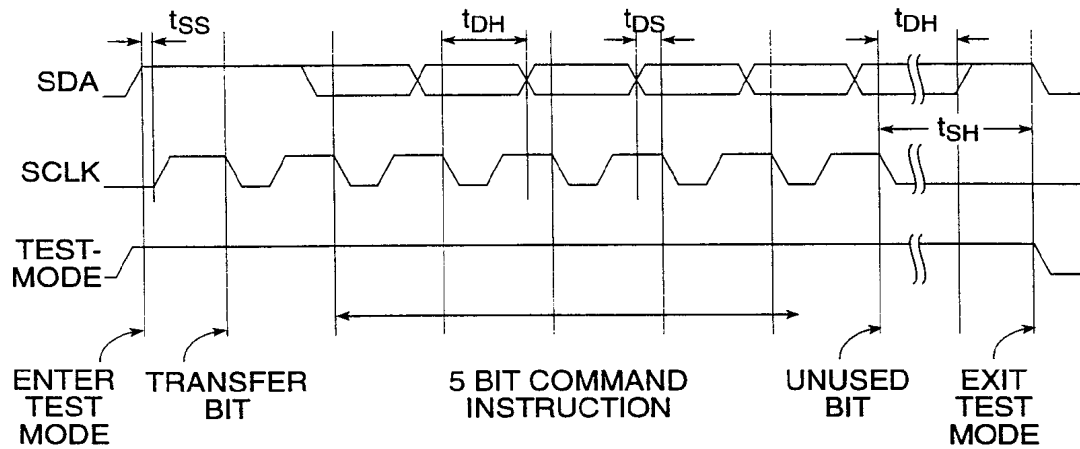 tSS
tDH
tDS
tDH
SDA
tSH
SCLK
TEST-
MODE
ENTER
TEST
MODE
TRANSFER
BIT
5 BIT COMMAND
INSTRUCTION
UNUSED
BIT
EXIT
TEST
MODE